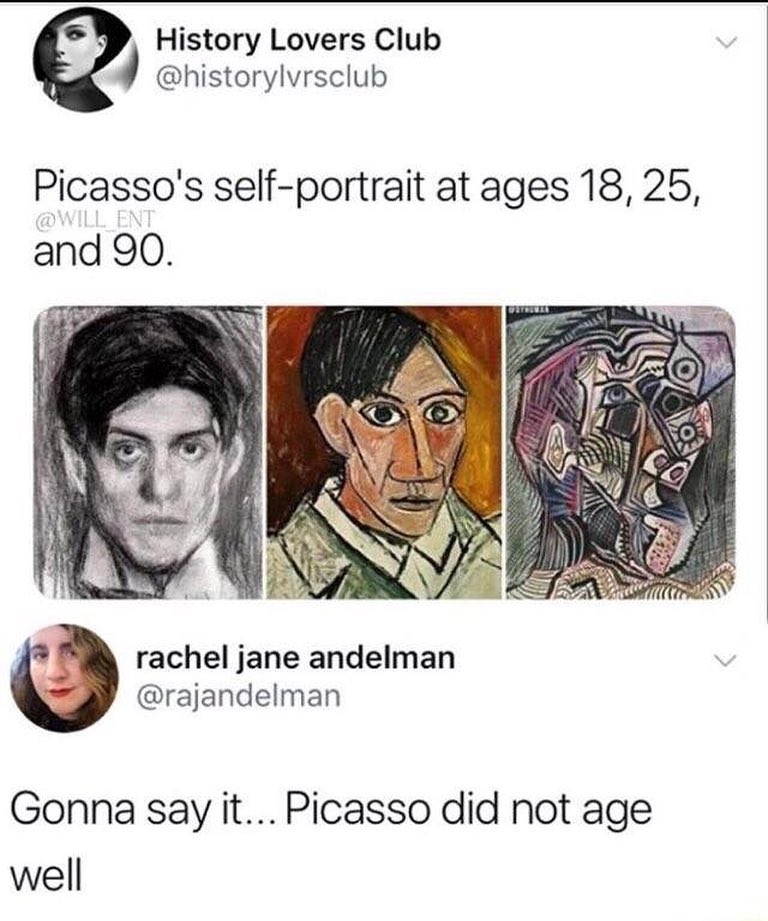 History Lovers Club
@historylvrsclub
Picasso's self-portrait at ages 18, 25,
@WILL_ENT
and 90.
rachel jane andelman
@rajandelman
Gonna say it... Picasso did not age
well